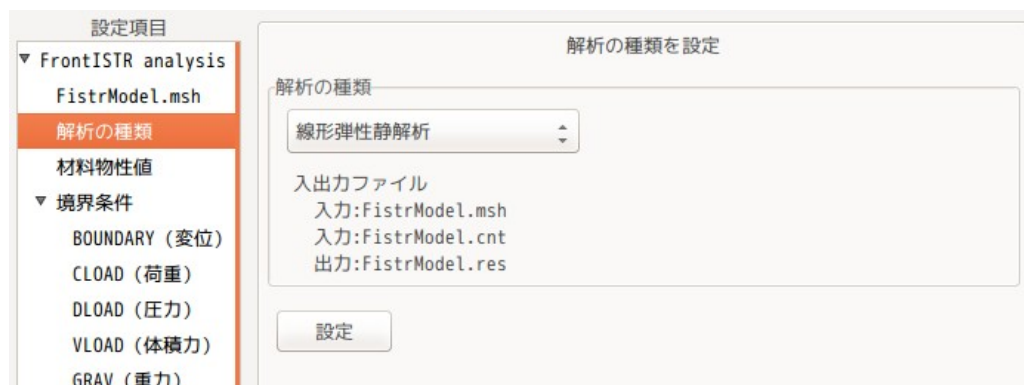 設定項目
FrontISTR analysis
FistrModel.msh
解析の種類
材料物性値
境界条件
BOUNDARY (変位)
CLOAD (荷重)
DLOAD (圧力)
VLOAD (体積力)
GRAV (重力)
解析の種類を設定
解析の種類
線形弾性静解析
入出力ファイル
入力:FistrModel.msh
入力:FistrModel.cnt
出力:FistrModel.res
設定